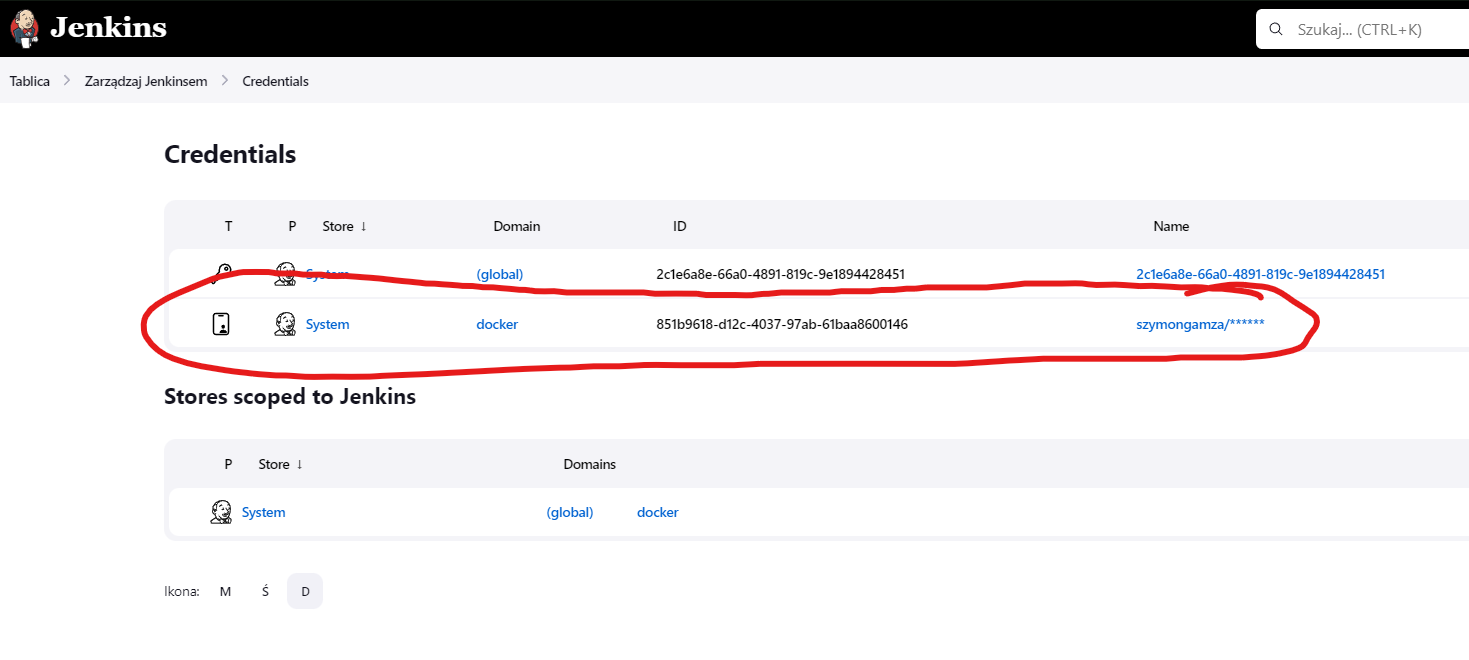 Jenkins
Szukaj... (CTRL+K)
Tablica > Zarządzaj Jenkinsem > Credentials
Credentials
T P Store ↓ Domain ID Name
System (global) 2c1e6a8e-66a0-4891-819c-9e1894428451 2c1e6a8e-66a0-4891-819c-9e1894428451
System docker 851b9618-d12c-4037-97ab-61baa8600146 szymongamza/******
Stores scoped to Jenkins
P Store ↓ Domains
System (global) docker
Ikona: M Ś D